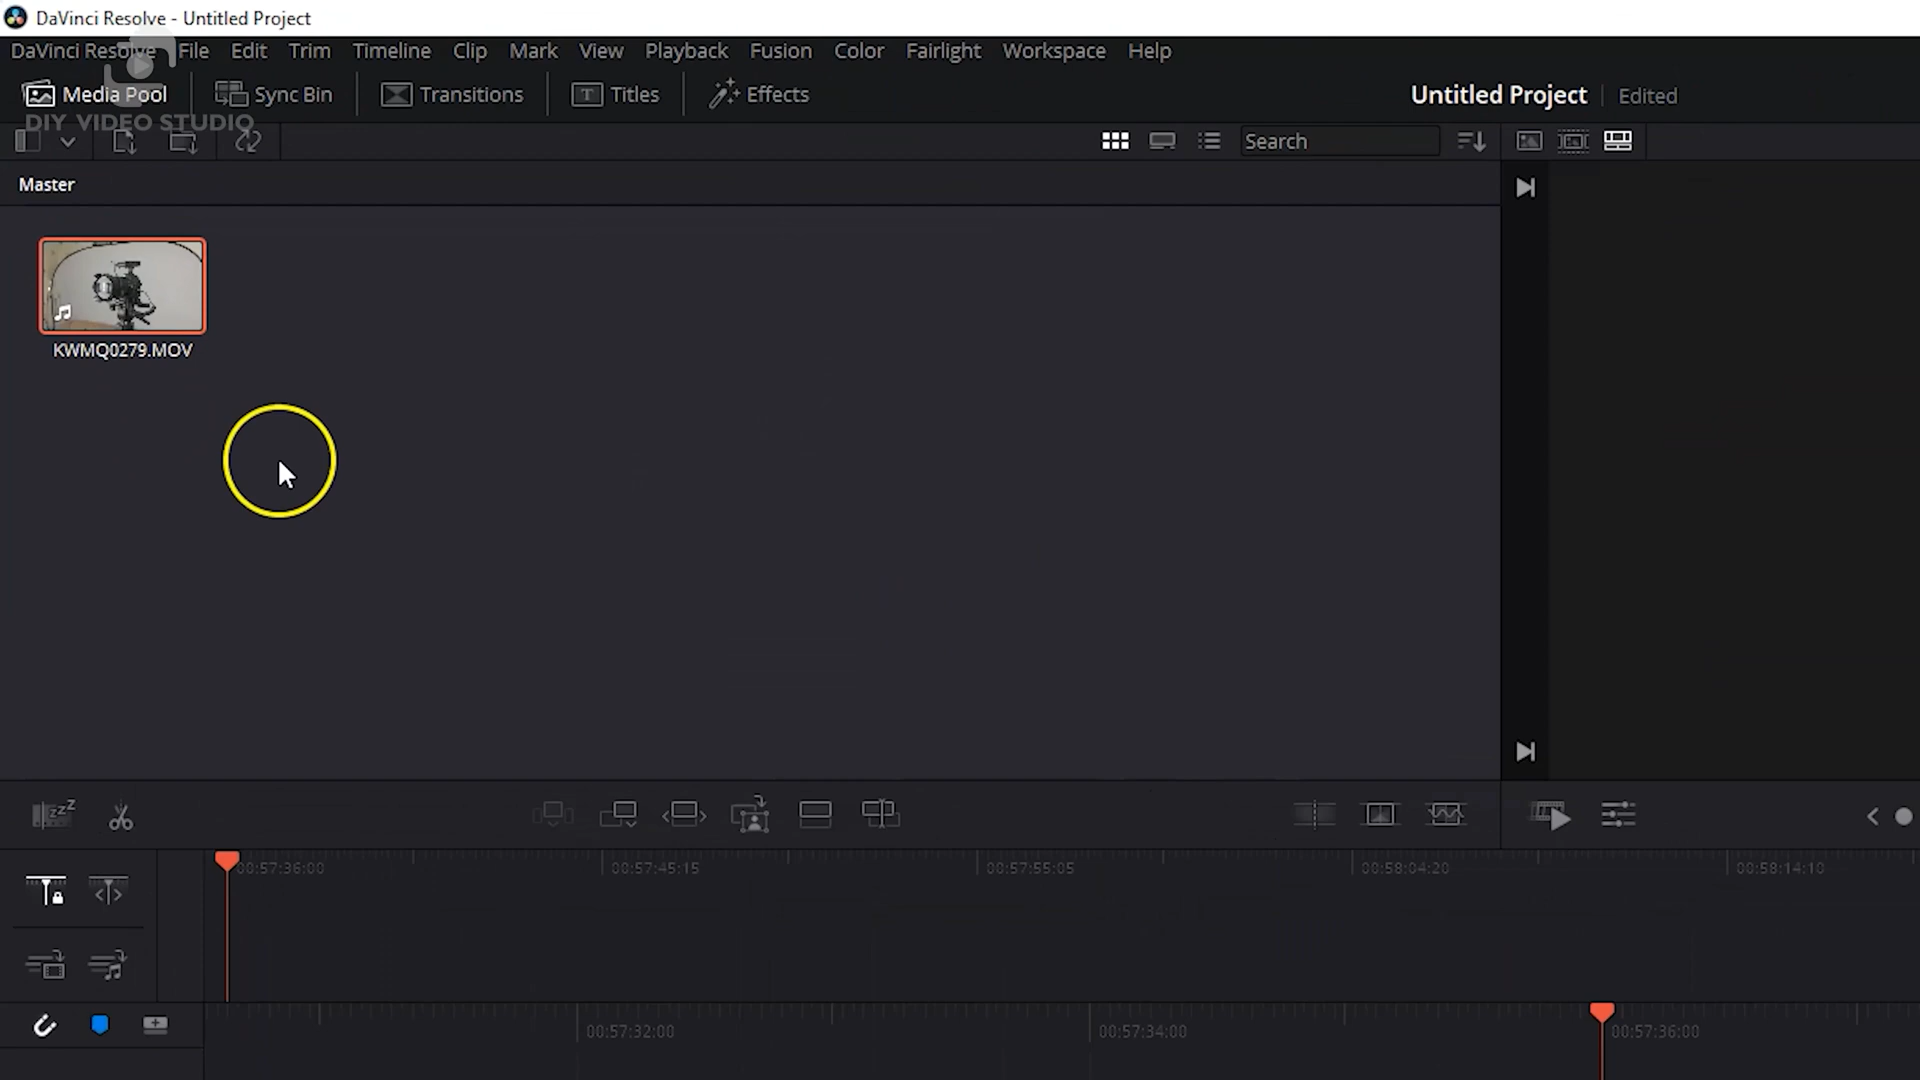 DaVinci Resolve - Untitled Project
DaVinci Resolve File Edit Trim Timeline Clip Mark View Playback Fusion Color Fairlight Workspace Help
Media Pool Sync Bin Transitions Titles Effects Untitled Project Edited
DIY VIDEO STUDIO
Search
Master
KWMQ0279.MOV
00:57:36:00 00:57:45:15 00:57:55:05 00:58:04:20 00:58:14:10
00:57:32:00 00:57:34:00 00:57:36:00